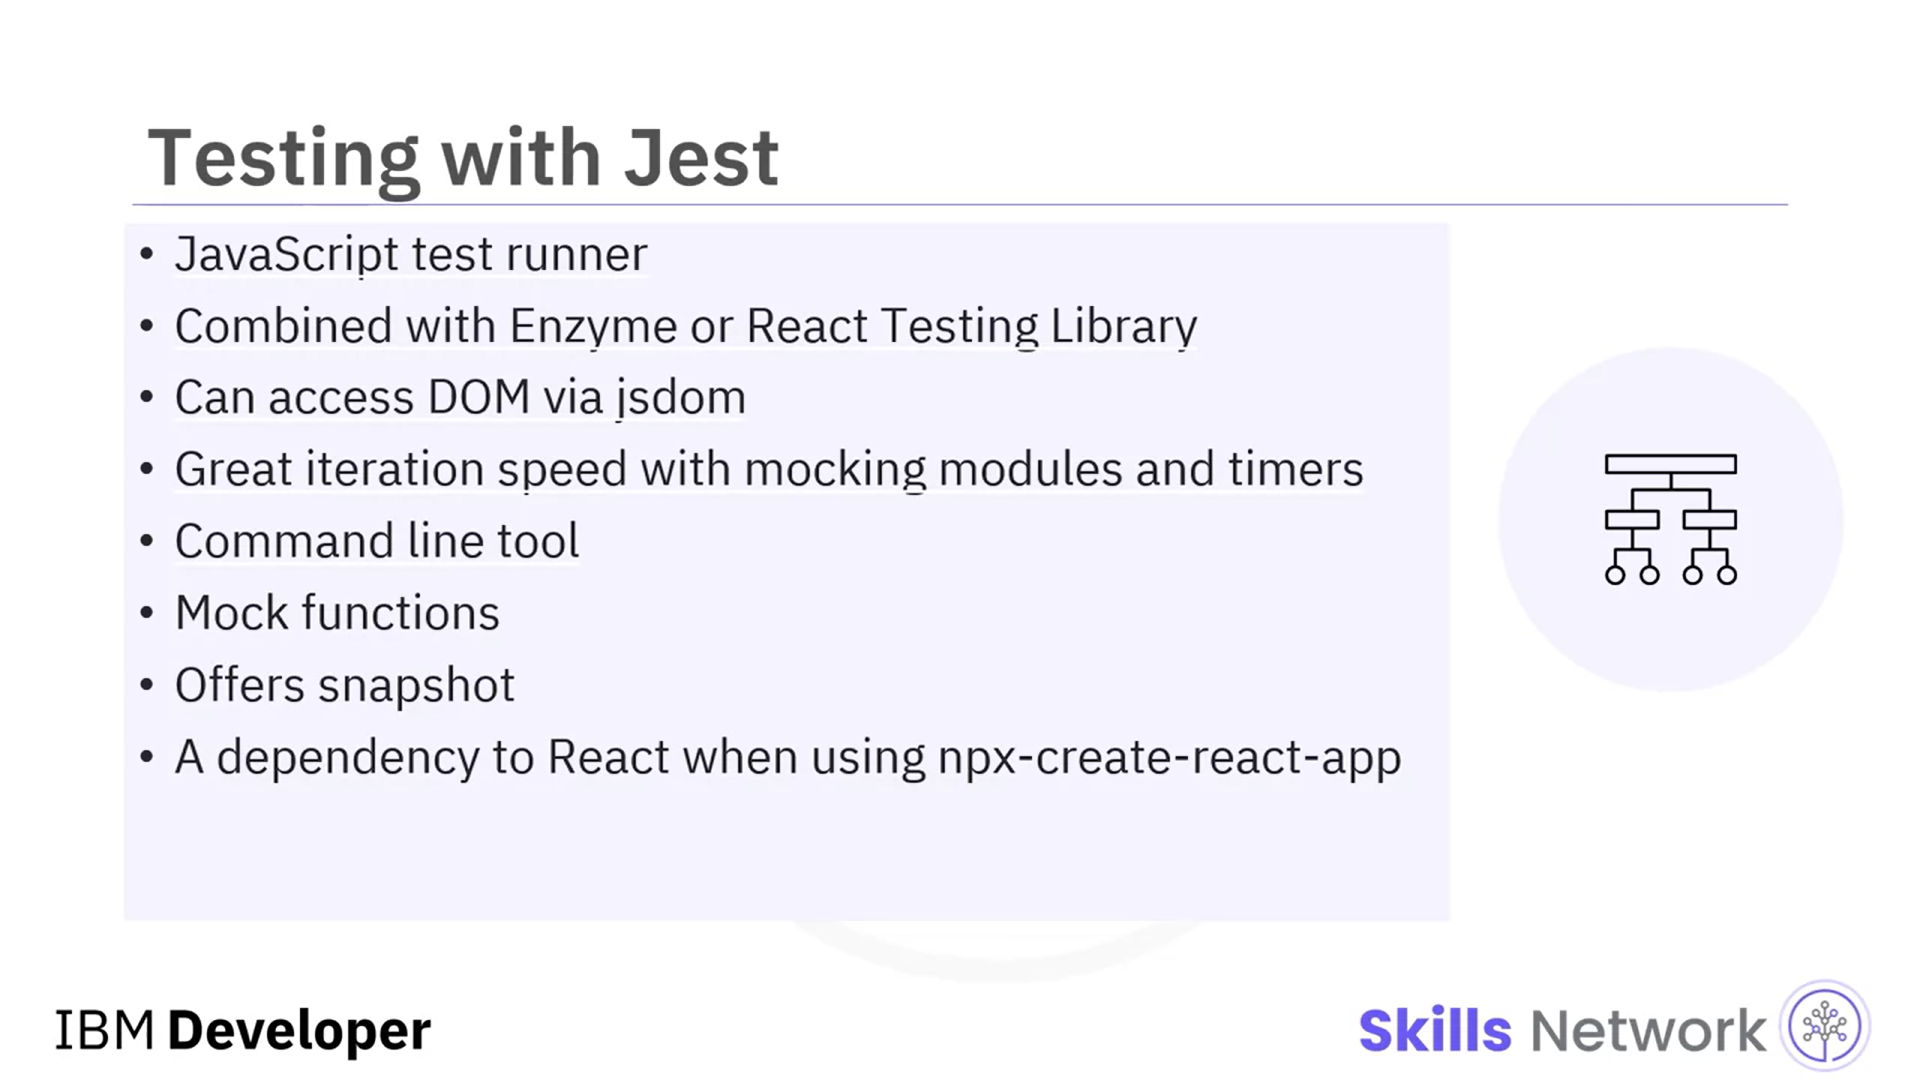 Testing with Jest
• JavaScript test runner
• Combined with Enzyme or React Testing Library
• Can access DOM via jsdom
• Great iteration speed with mocking modules and timers
• Command line tool
• Mock functions
• Offers snapshot
• A dependency to React when using npx-create-react-app
IBM Developer
Skills Network